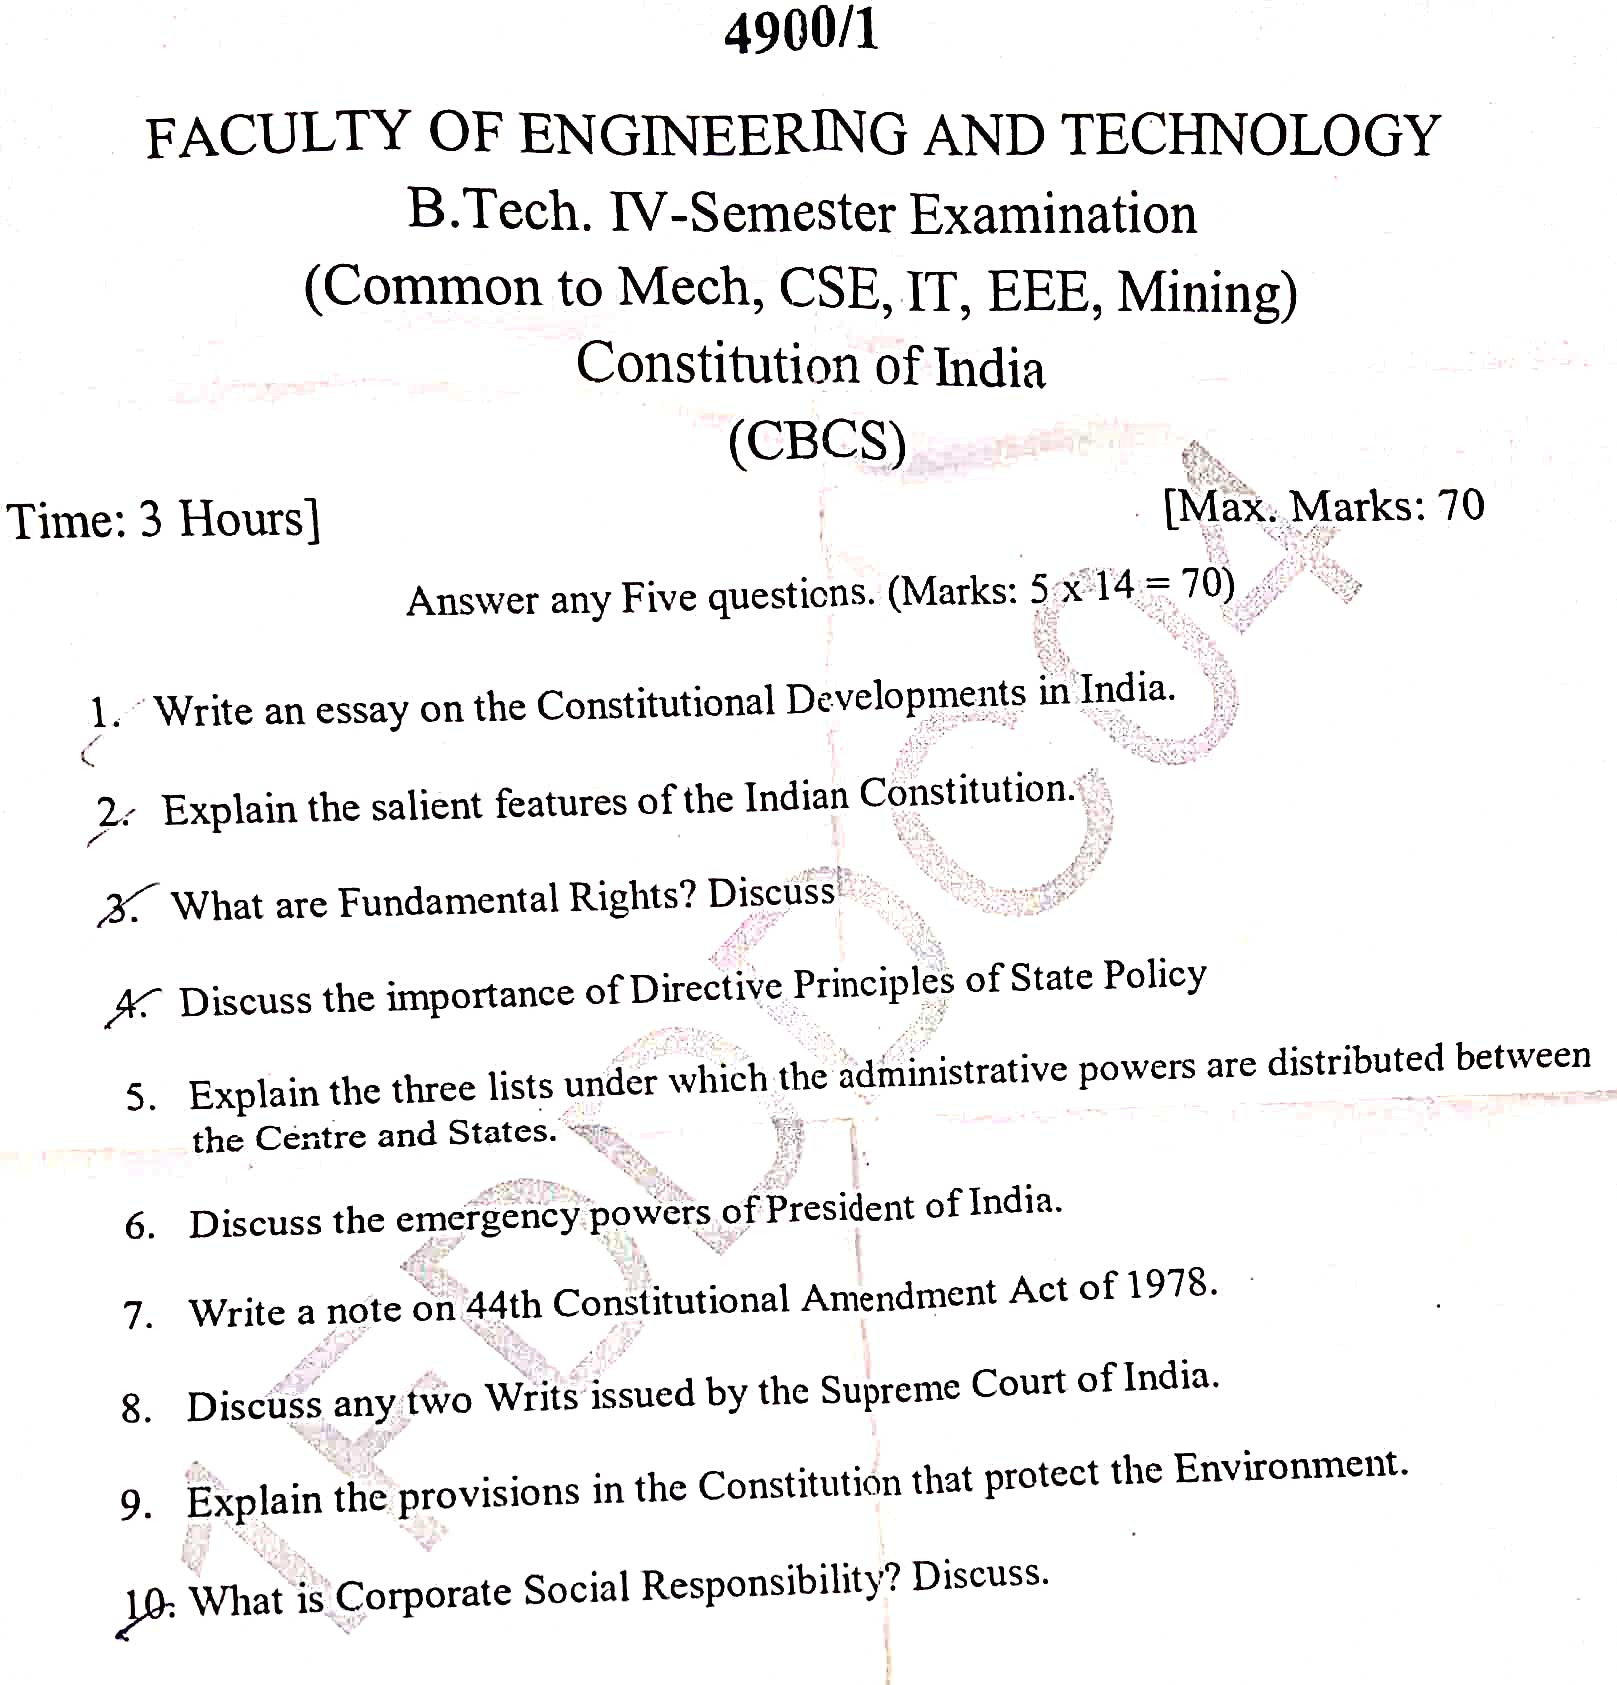 4900/1
FACULTY OF ENGINEERING AND TECHNOLOGY
B.Tech. IV-Semester Examination
(Common to Mech, CSE, IT, EEE, Mining)
Constitution of India
(CBCS)
Time: 3 Hours]
[Max. Marks: 70
Answer any Five questions. (Marks: 5 x 14 = 70)
1. Write an essay on the Constitutional Developments in India.
2. Explain the salient features of the Indian Constitution.
3. What are Fundamental Rights? Discuss
4. Discuss the importance of Directive Principles of State Policy
5. Explain the three lists under which the administrative powers are distributed between
the Centre and States.
6. Discuss the emergency powers of President of India.
7. Write a note on 44th Constitutional Amendment Act of 1978.
8. Discuss any two Writs issued by the Supreme Court of India.
9. Explain the provisions in the Constitution that protect the Environment.
10. What is Corporate Social Responsibility? Discuss.